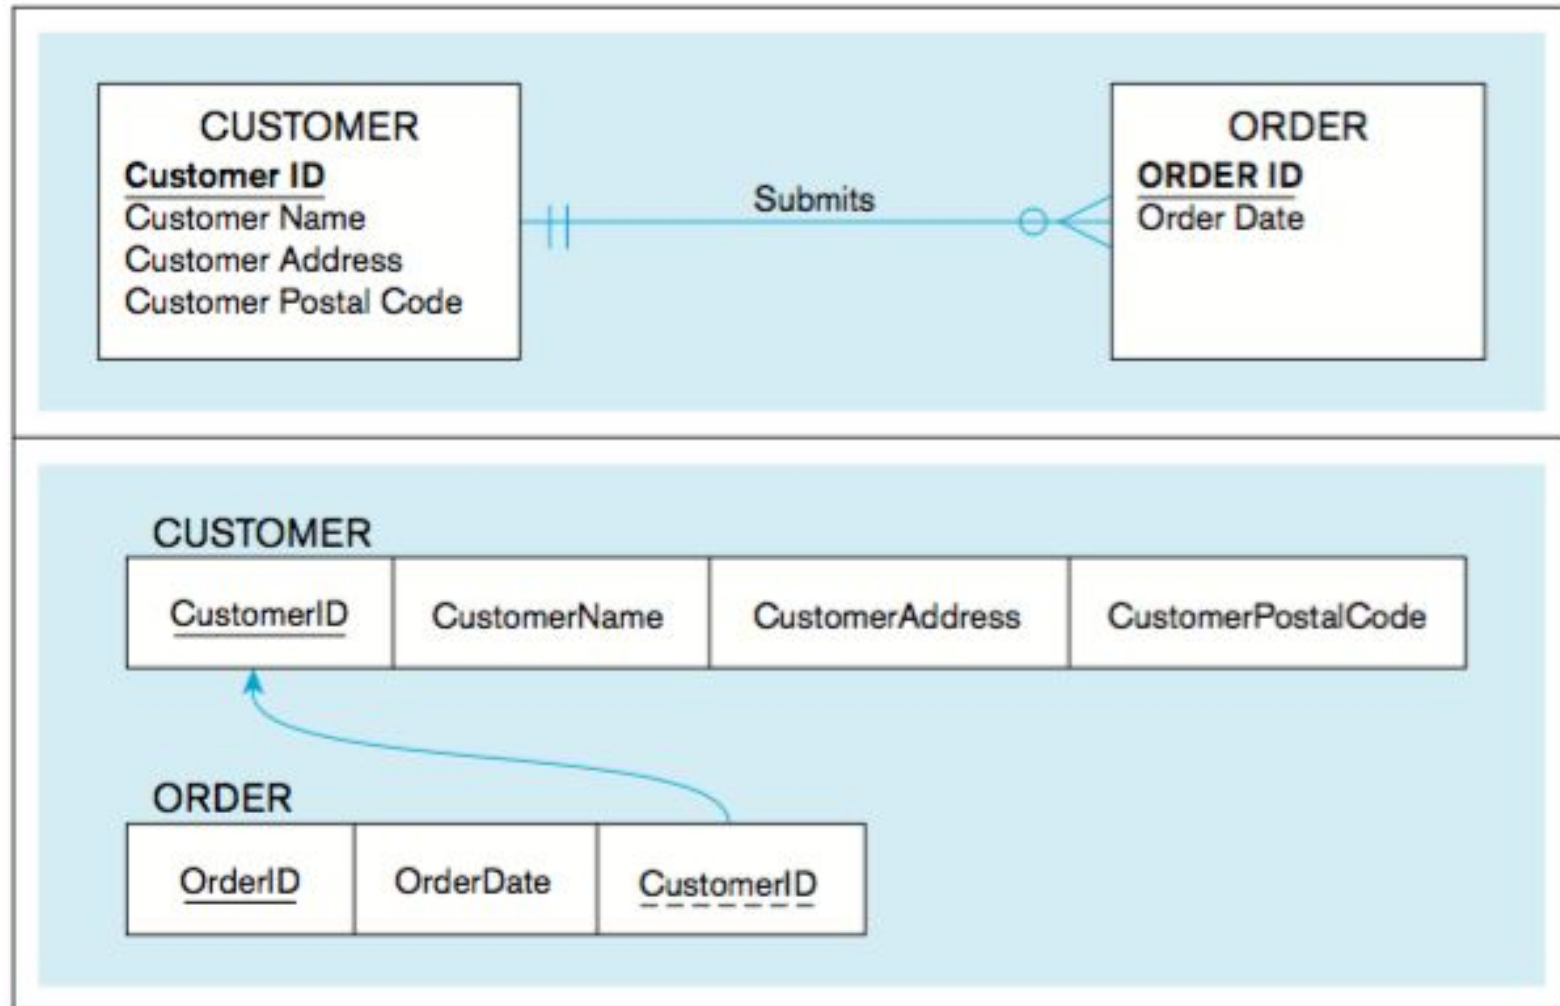 CUSTOMER
Customer ID
Customer Name
Customer Address
Customer Postal Code
Submits
ORDER
ORDER ID
Order Date
CUSTOMER
CustomerID CustomerName CustomerAddress CustomerPostalCode
ORDER
OrderID OrderDate CustomerID